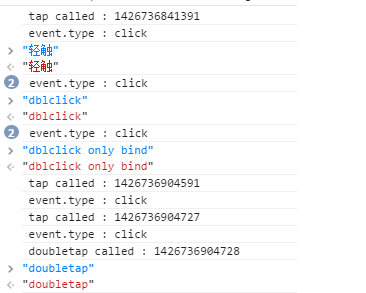 tap called : 1426736841391
event.type : click
"轻触"
"轻触"
2 event.type : click
"dblclick"
"dblclick"
2 event.type : click
"dblclick only bind"
"dblclick only bind"
tap called : 1426736904591
event.type : click
tap called : 1426736904727
event.type : click
doubletap called : 1426736904728
"doubletap"
"doubletap"